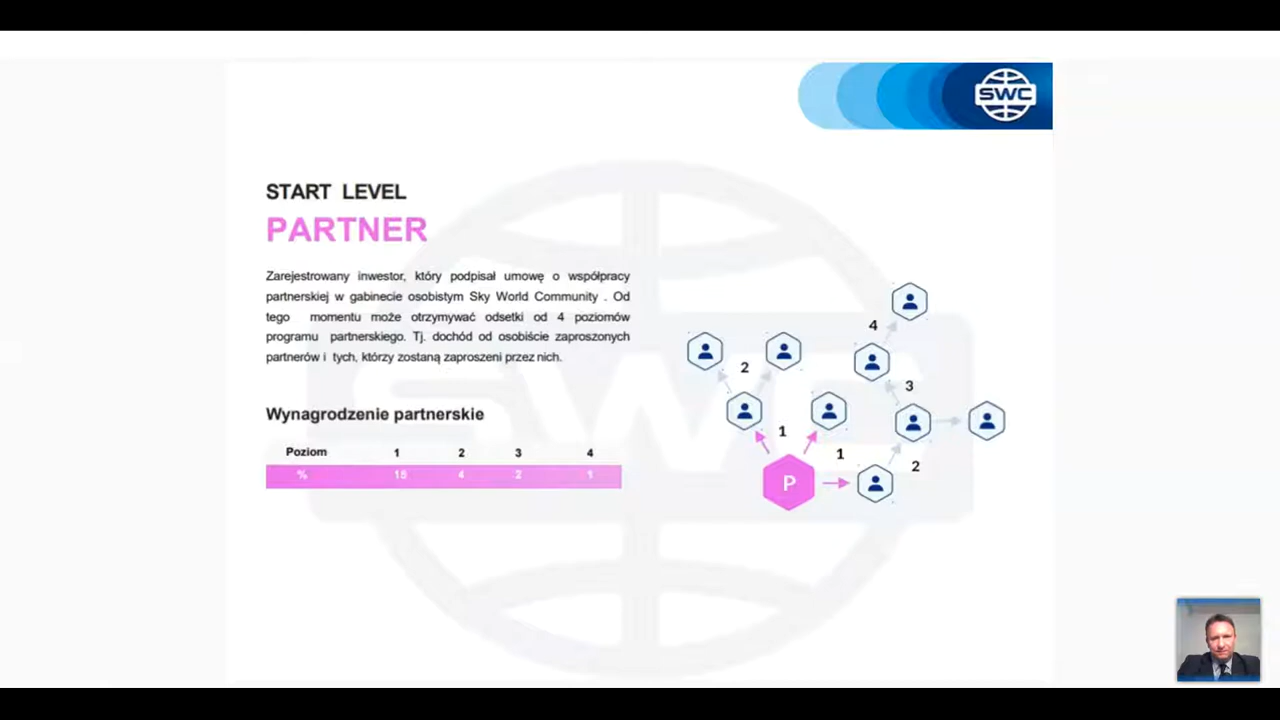 SWC
START LEVEL
PARTNER
Zarejestrowany inwestor, który podpisał umowę o współpracy
partnerskiej w gabinecie osobistym Sky World Community . Od
tego momentu może otrzymywać odsetki od 4 poziomów
programu partnerskiego. Tj. dochód od osobiście zaproszonych
partnerów i tych, którzy zostaną zaproszeni przez nich.
Wynagrodzenie partnerskie
Poziom 1 2 3 4
% 15 4 2 1
4
2
3
1
1
2
P
SWC